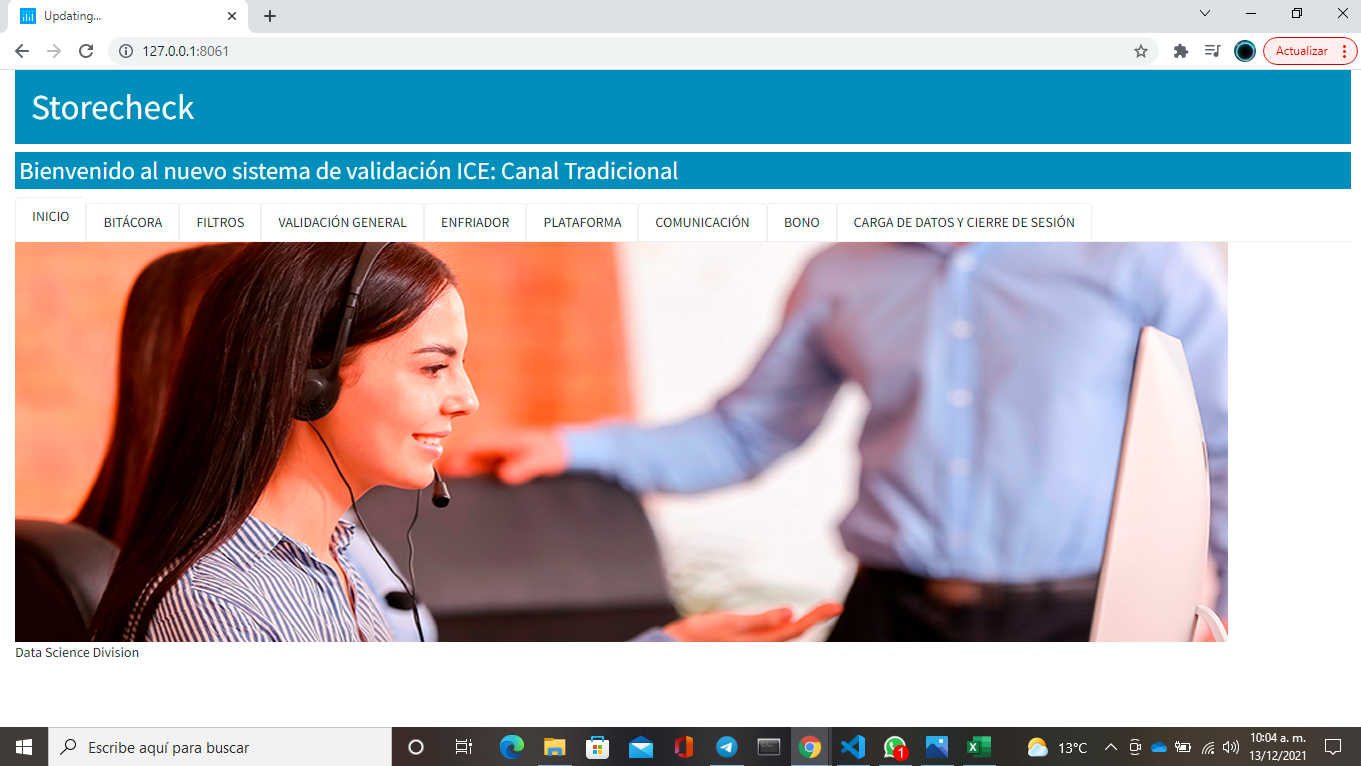 Updating...
127.0.0.1:8061
Actualizar
Storecheck
Bienvenido al nuevo sistema de validación ICE: Canal Tradicional
INICIO BITÁCORA FILTROS VALIDACIÓN GENERAL ENFRIADOR PLATAFORMA COMUNICACIÓN BONO CARGA DE DATOS Y CIERRE DE SESIÓN
Data Science Division
Escribe aquí para buscar
1
13°C
10:04 a. m.
13/12/2021